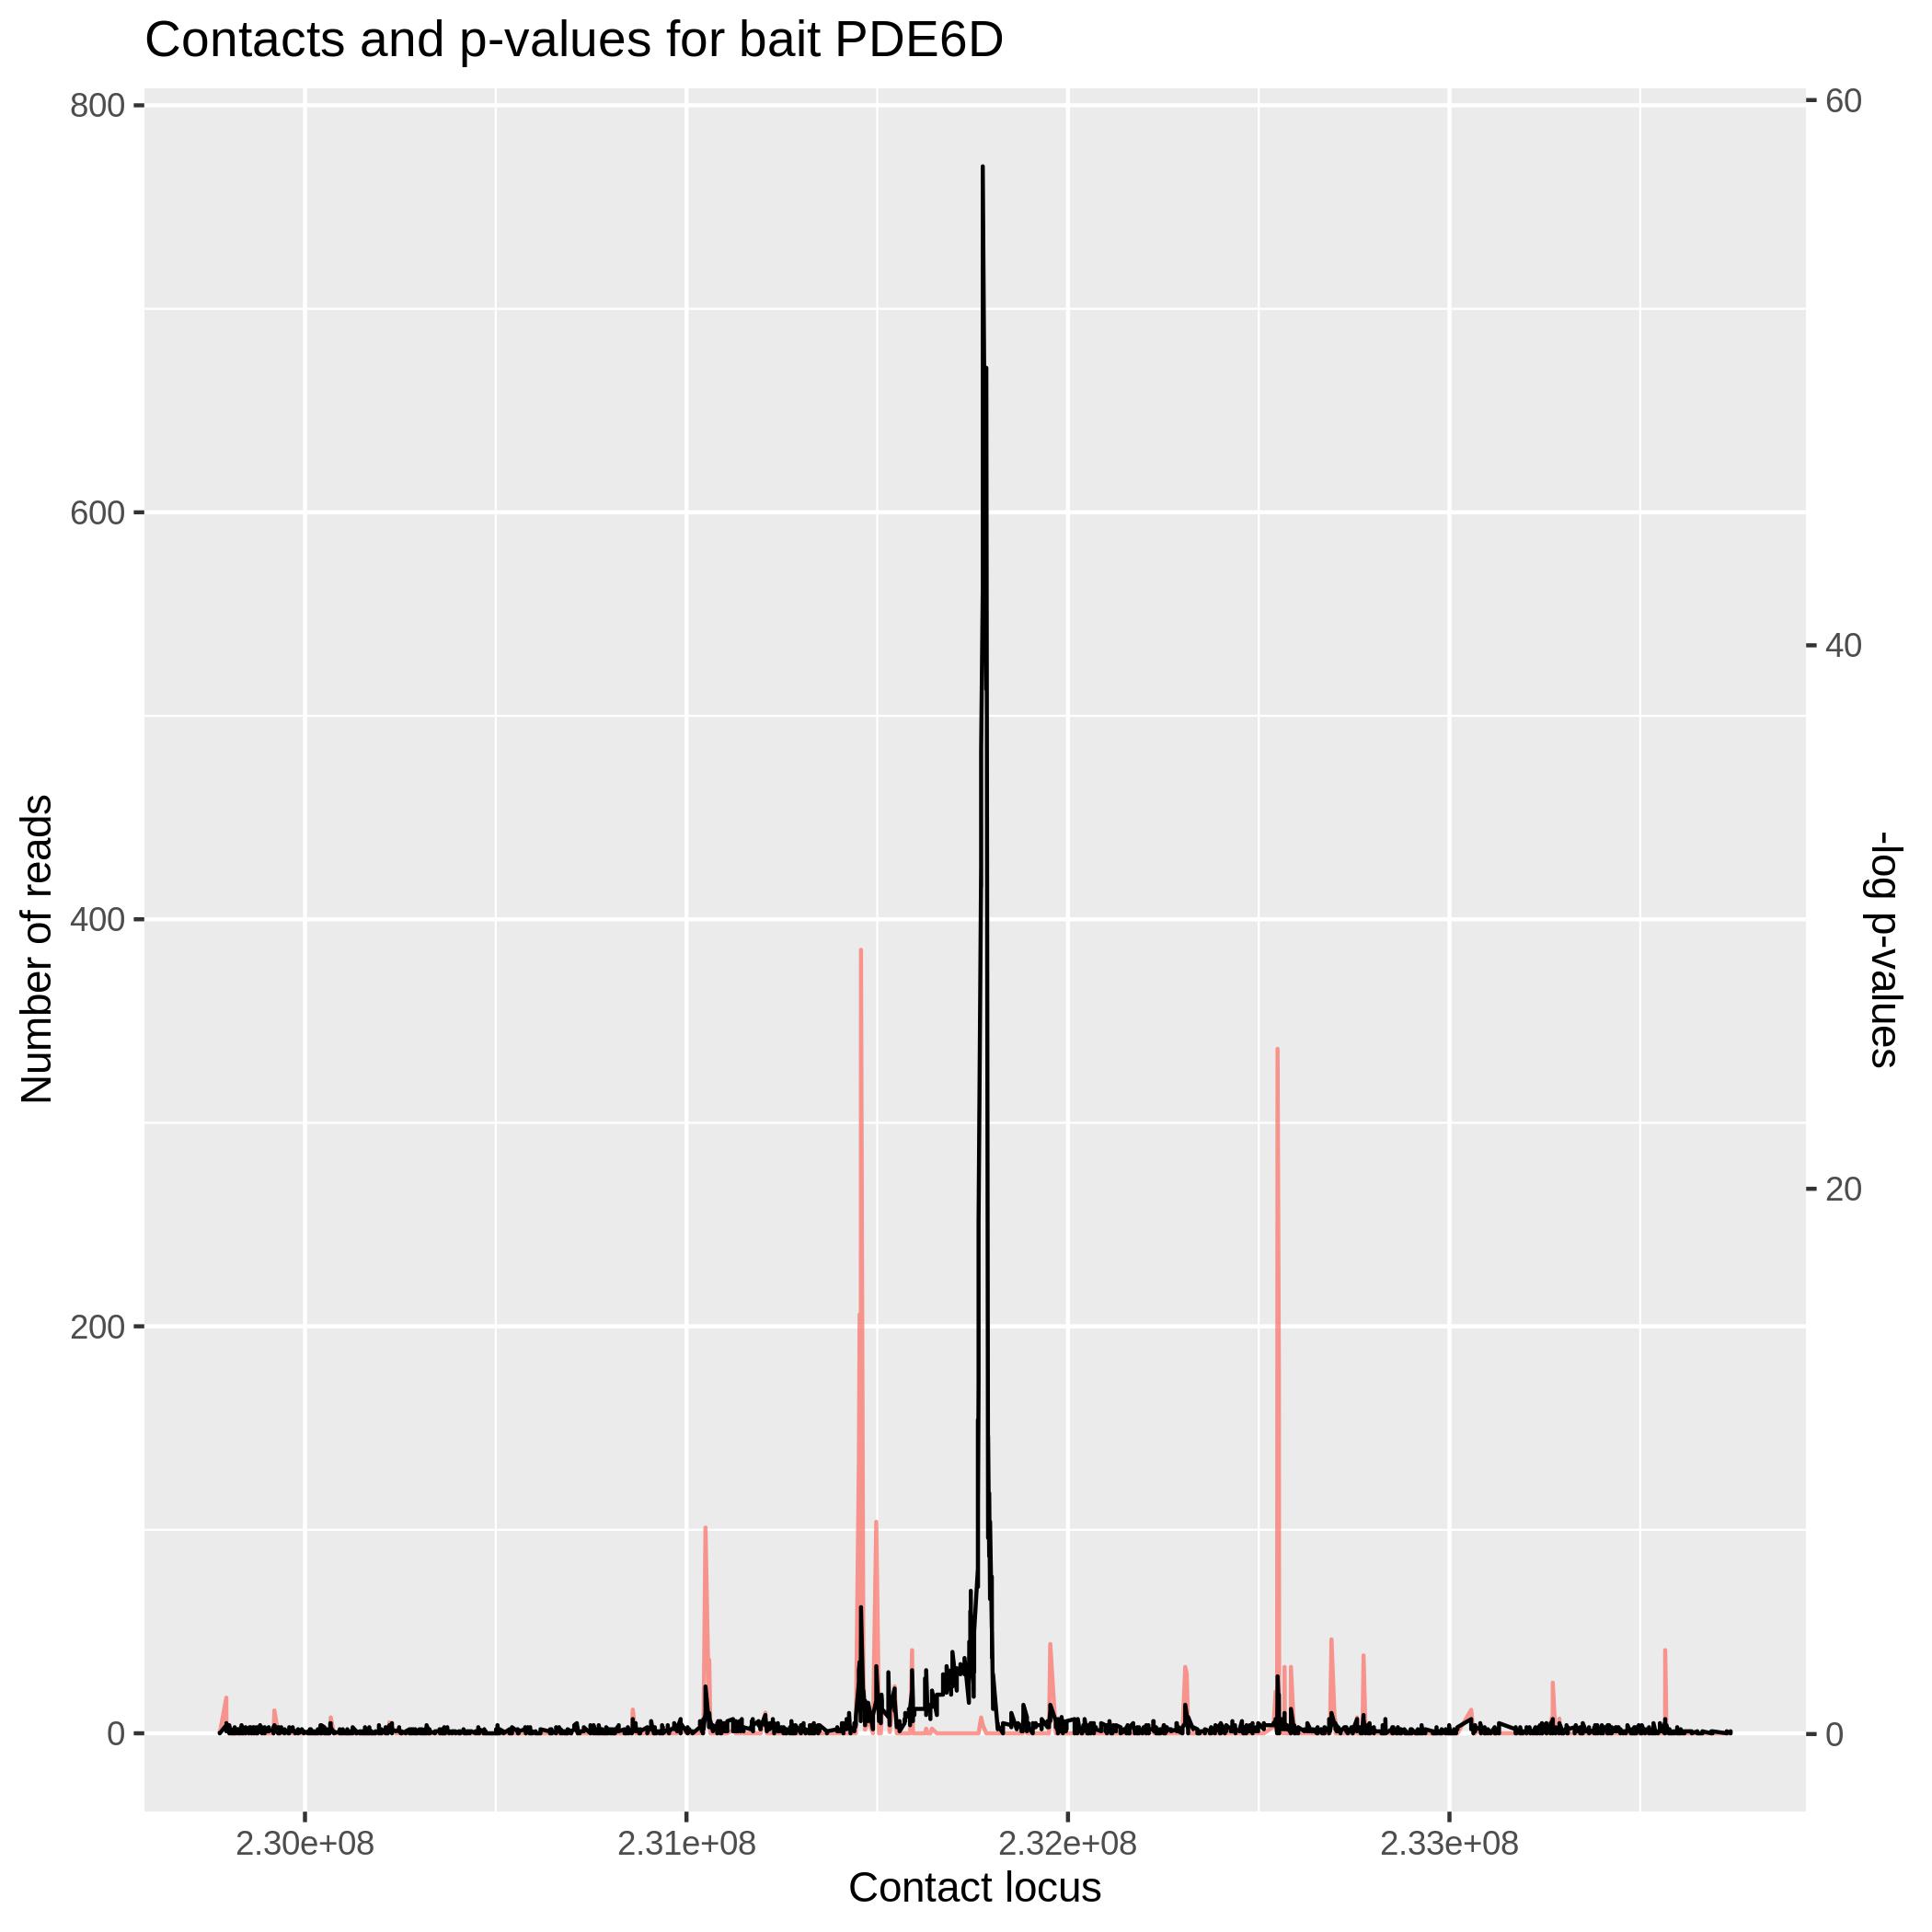 Contacts and p-values for bait PDE6D
800
600
400
200
0
Number of reads
60
40
20
0
-log p-values
2.30e+08
2.31e+08
2.32e+08
2.33e+08
Contact locus